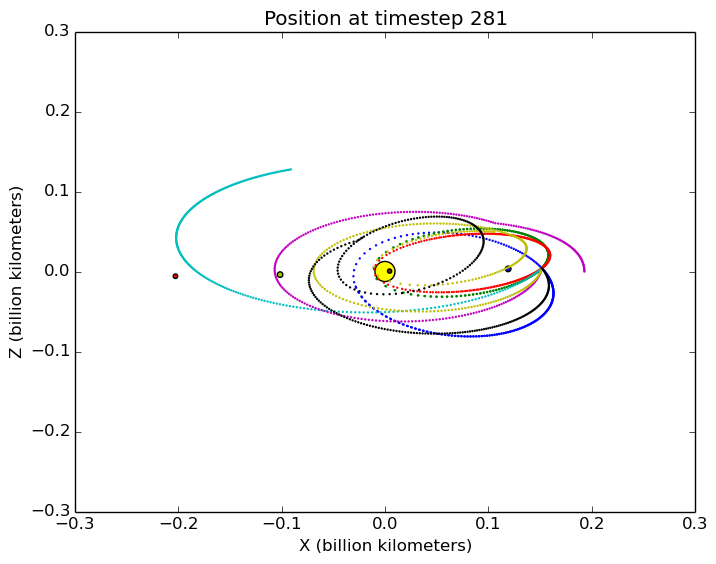 Position at timestep 281
0.3
0.2
0.1
0.0
−0.1
−0.2
−0.3
Z (billion kilometers)
−0.3 −0.2 −0.1 0.0 0.1 0.2 0.3
X (billion kilometers)